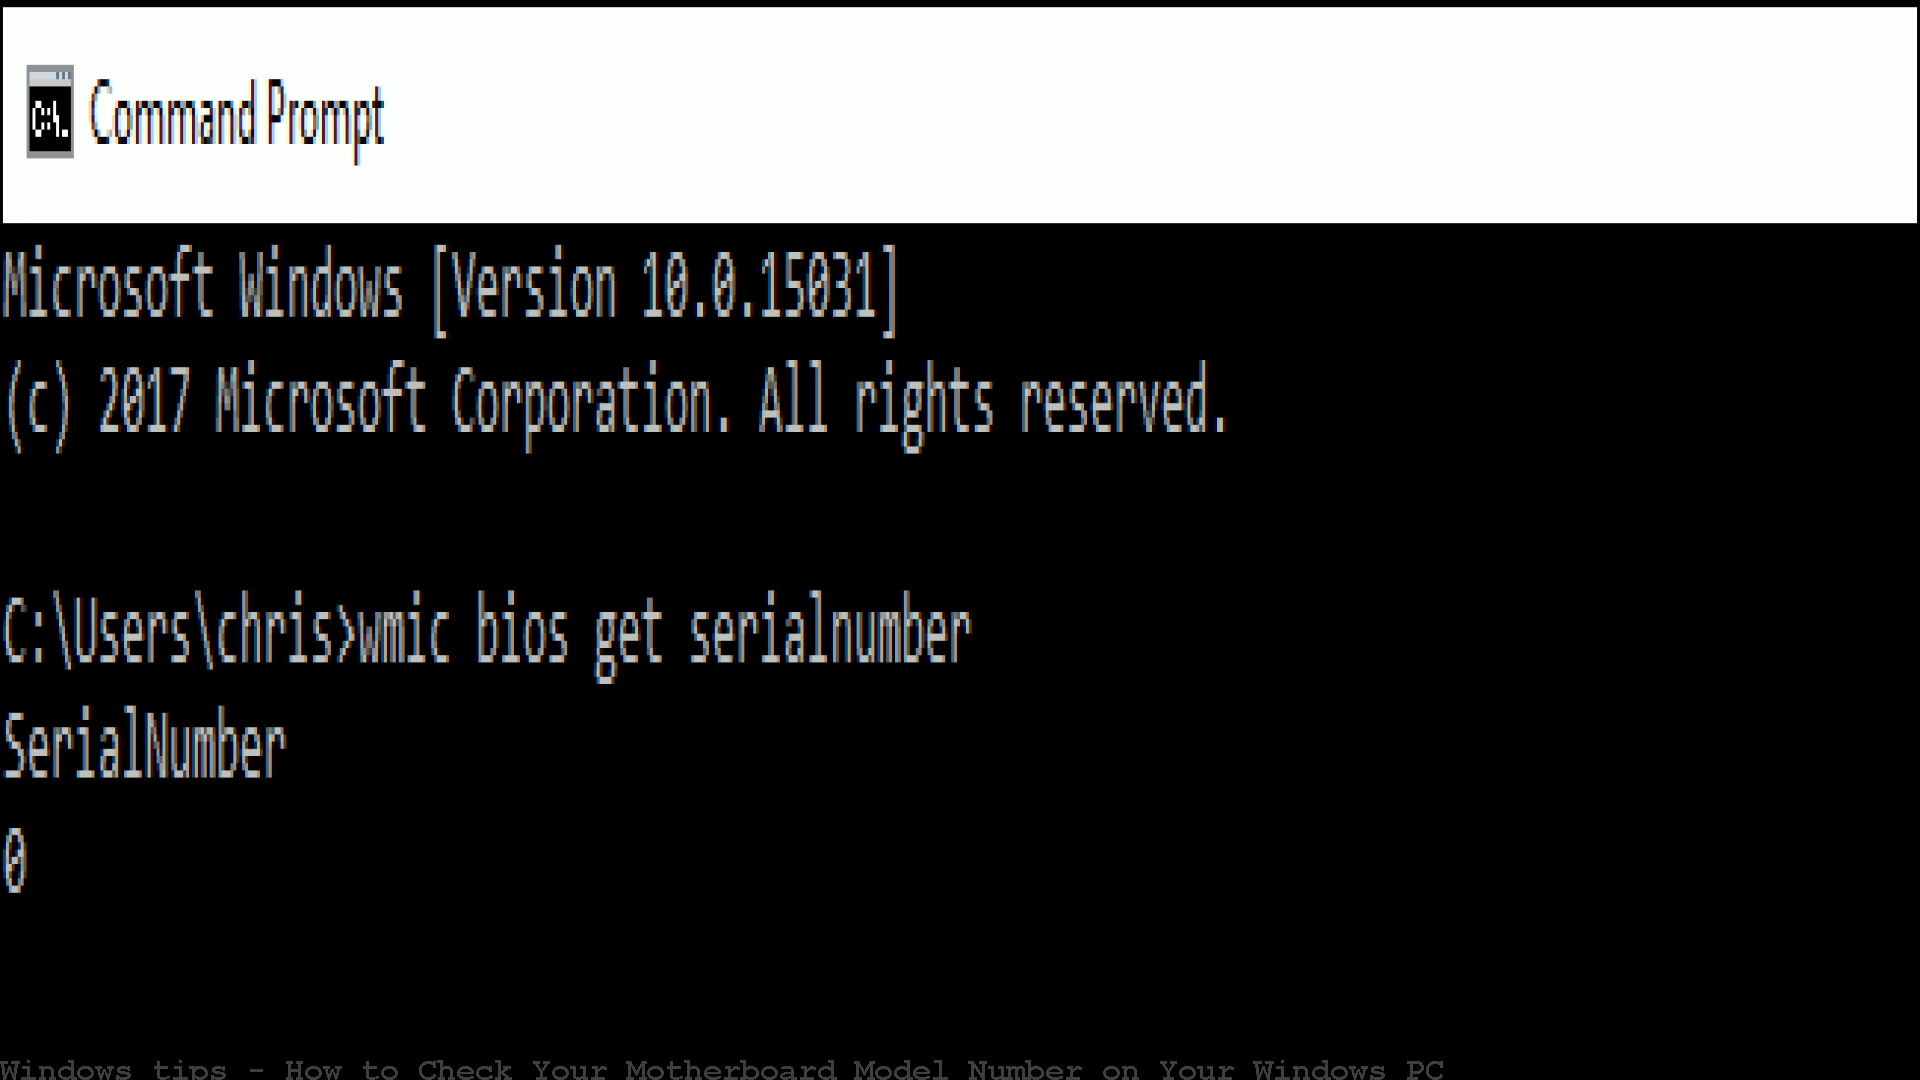 C:\.
Command Prompt
Microsoft Windows [Version 10.0.15031]
(c) 2017 Microsoft Corporation. All rights reserved.
C:\Users\chris>wmic bios get serialnumber
SerialNumber
0
Windows tips - How to Check Your Motherboard Model Number on Your Windows PC